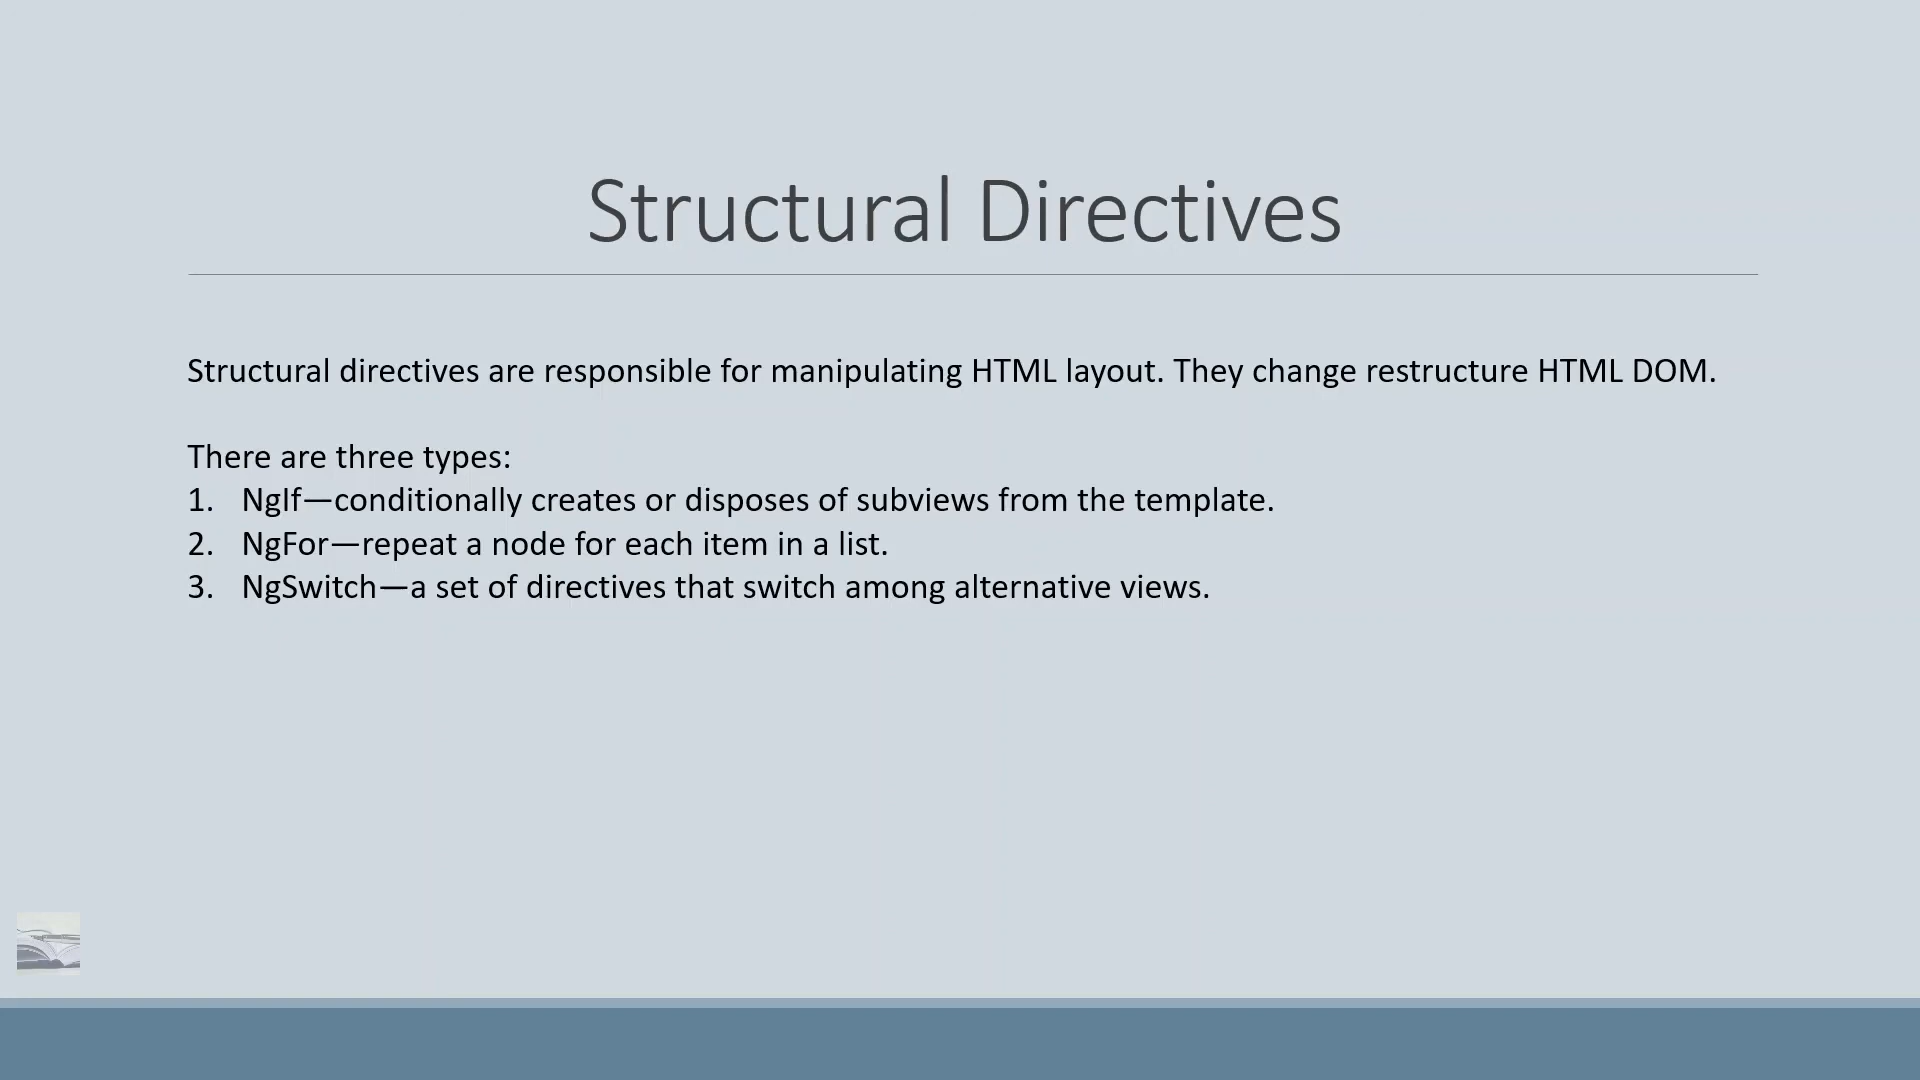 Structural Directives
Structural directives are responsible for manipulating HTML layout. They change restructure HTML DOM.
There are three types:
1. NgIf—conditionally creates or disposes of subviews from the template.
2. NgFor—repeat a node for each item in a list.
3. NgSwitch—a set of directives that switch among alternative views.